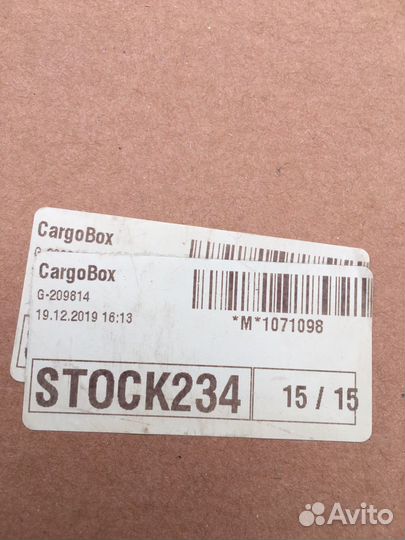 CargoBox
CargoBox
G-209814
19.12.2019 16:13
*M*1071098
STOCK234
15 / 15
Avito